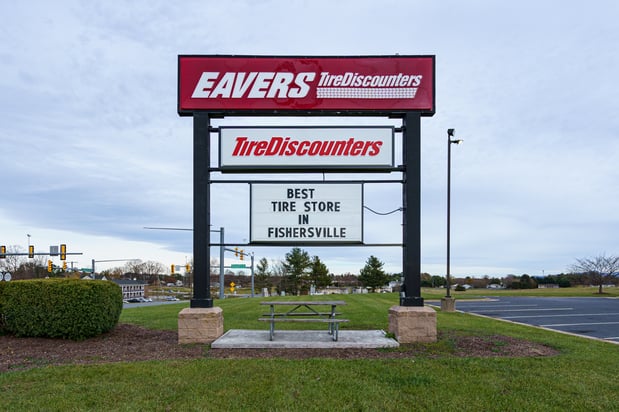 EAVERS TireDiscounters
TireDiscounters
BEST
TIRE STORE
IN
FISHERSVILLE